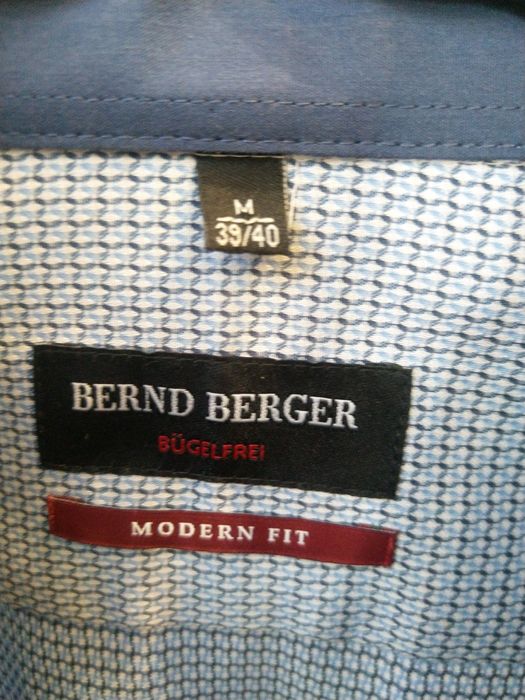 M
39/40
BERND BERGER
BÜGELFREI
MODERN FIT